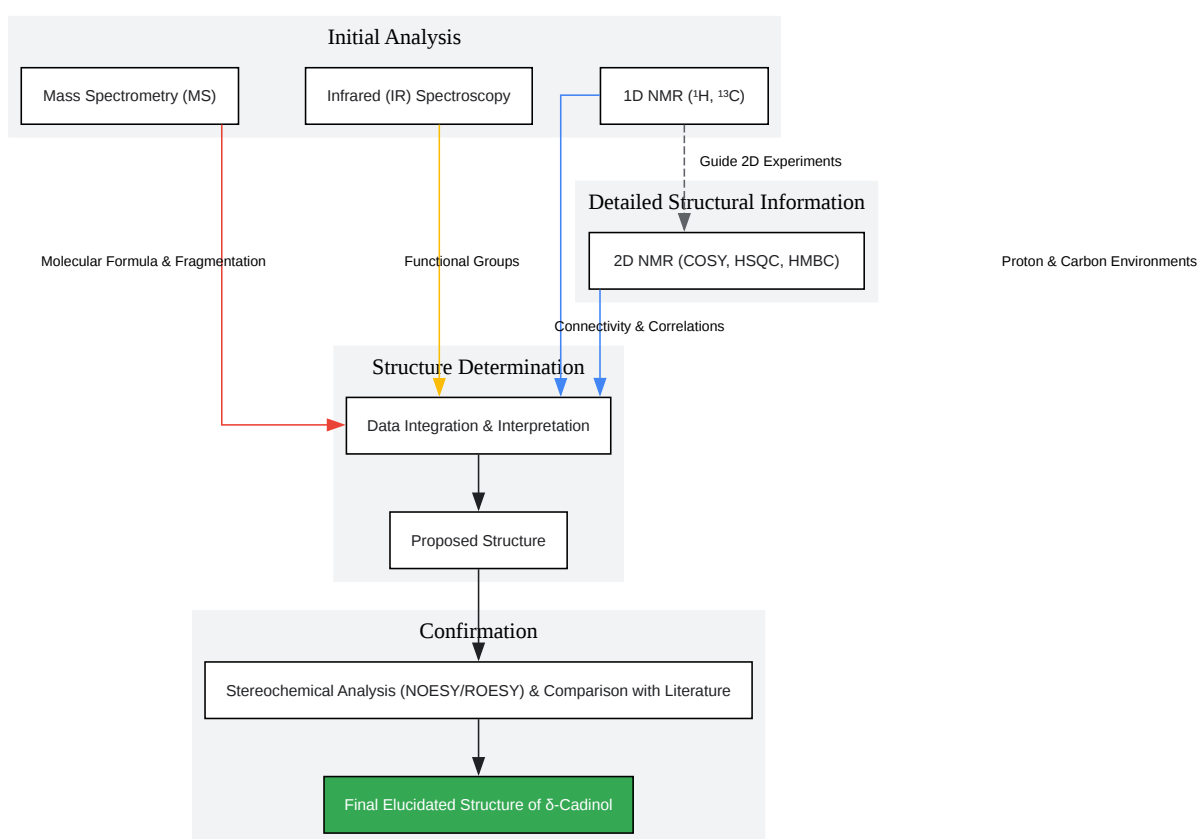 Initial Analysis
Mass Spectrometry (MS)
Infrared (IR) Spectroscopy
1D NMR (¹H, ¹³C)
Guide 2D Experiments
Detailed Structural Information
2D NMR (COSY, HSQC, HMBC)
Molecular Formula & Fragmentation
Functional Groups
Proton & Carbon Environments
Connectivity & Correlations
Structure Determination
Data Integration & Interpretation
Proposed Structure
Confirmation
Stereochemical Analysis (NOESY/ROESY) & Comparison with Literature
Final Elucidated Structure of δ-Cadinol